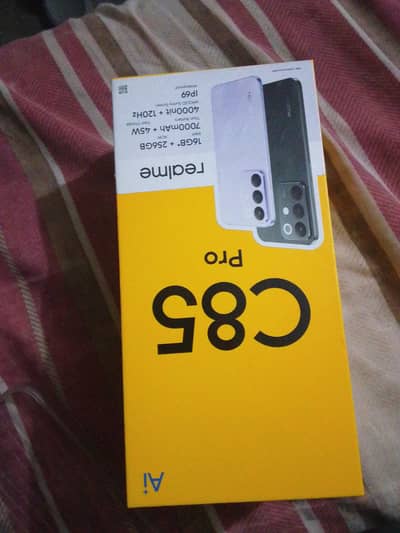 Ai
C85
Pro
realme
16GB* + 256GB
7000mAh + 45W
4000nit + 120Hz
IP69